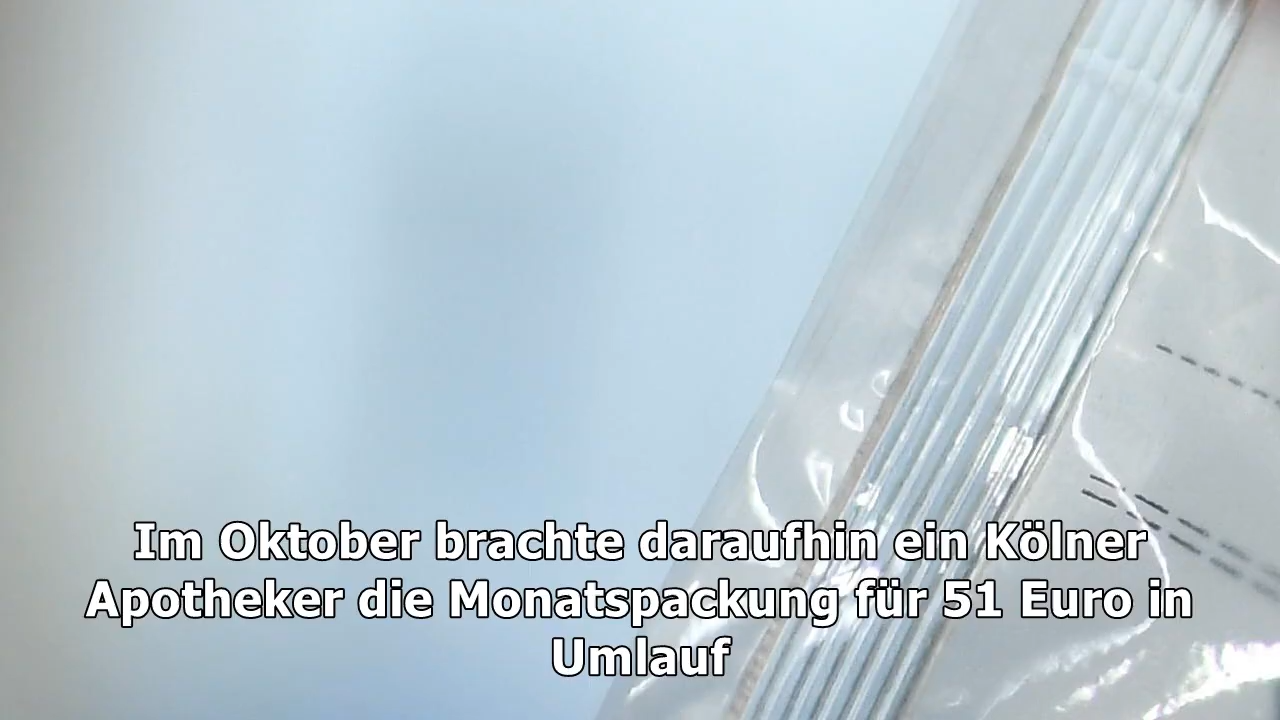 Im Oktober brachte daraufhin ein Kölner
Apotheker die Monatspackung für 51 Euro in
Umlauf